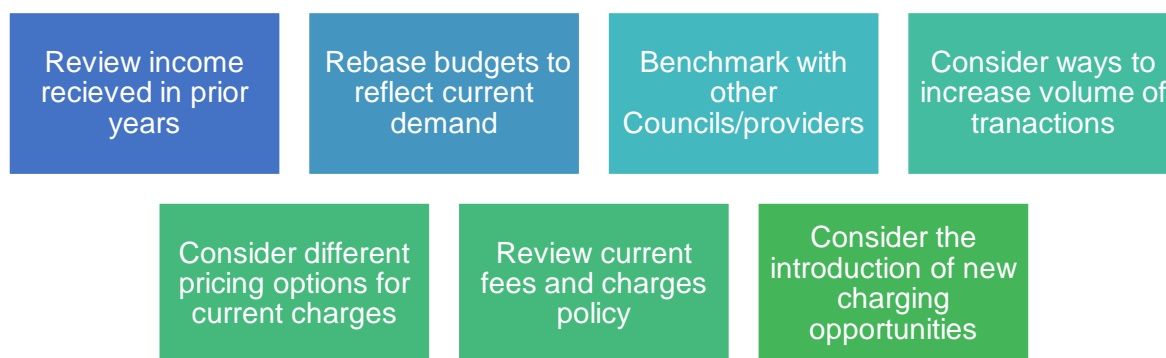 Review income
recieved in prior
years
Rebase budgets to
reflect current
demand
Benchmark with
other
Councils/providers
Consider ways to
increase volume of
tranactions
Consider different
pricing options for
current charges
Review current
fees and charges
policy
Consider the
introduction of new
charging
opportunities